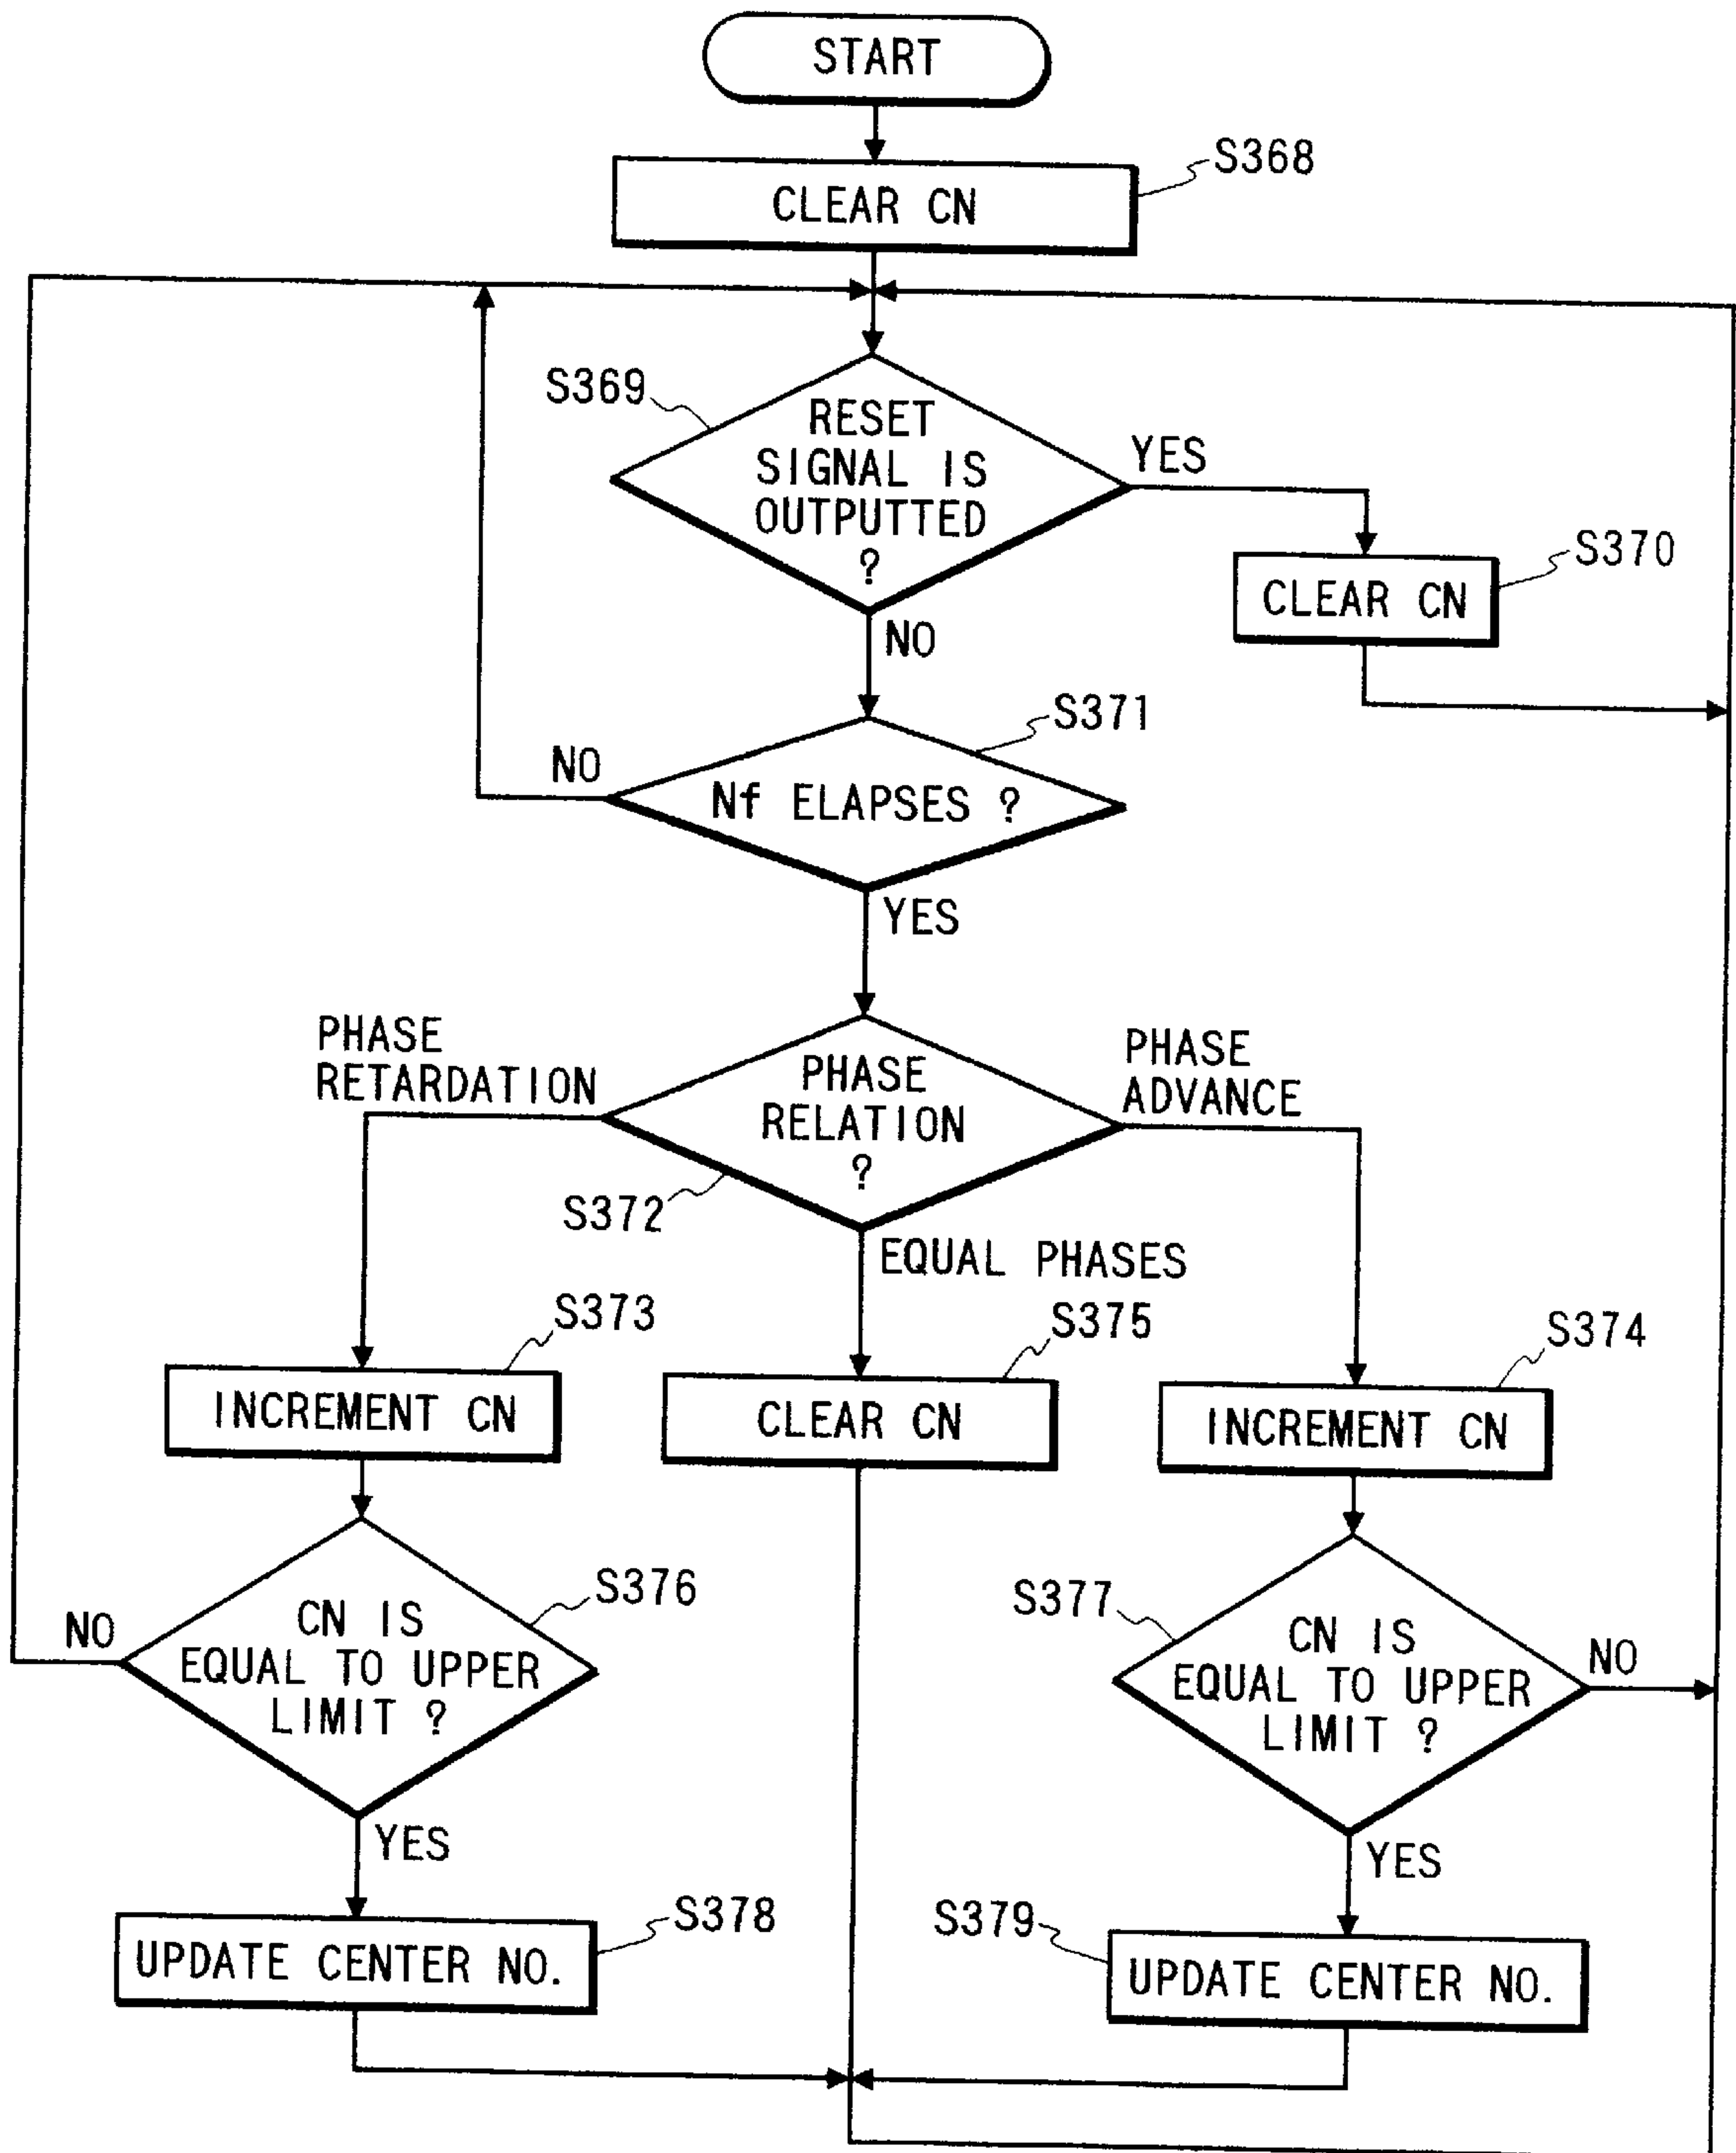 START
S368
CLEAR CN
S369
RESET
SIGNAL IS
OUTPUTTED
?
YES
S370
CLEAR CN
NO
S371
NO
Nf ELAPSES ?
YES
PHASE
RETARDATION
PHASE
RELATION
?
PHASE
ADVANCE
S372
EQUAL PHASES
S373
S375
S374
INCREMENT CN
CLEAR CN
INCREMENT CN
S376
NO
CN IS
EQUAL TO UPPER
LIMIT ?
S377
CN IS
EQUAL TO UPPER
LIMIT ?
NO
YES
YES
S378
UPDATE CENTER NO.
S379
UPDATE CENTER NO.